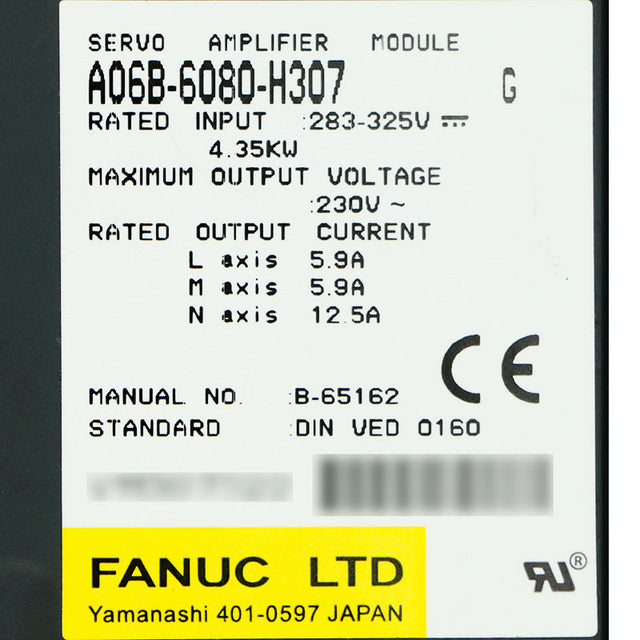 SERVO AMPLIFIER MODULE
A06B-6080-H307 G
RATED INPUT :283-325V ⎓
4.35KW
MAXIMUM OUTPUT VOLTAGE
:230V ~
RATED OUTPUT CURRENT
L axis 5.9A
M axis 5.9A
N axis 12.5A
CE
MANUAL NO. :B-65162
STANDARD :DIN VED 0160
FANUC LTD
Yamanashi 401-0597 JAPAN
RU®